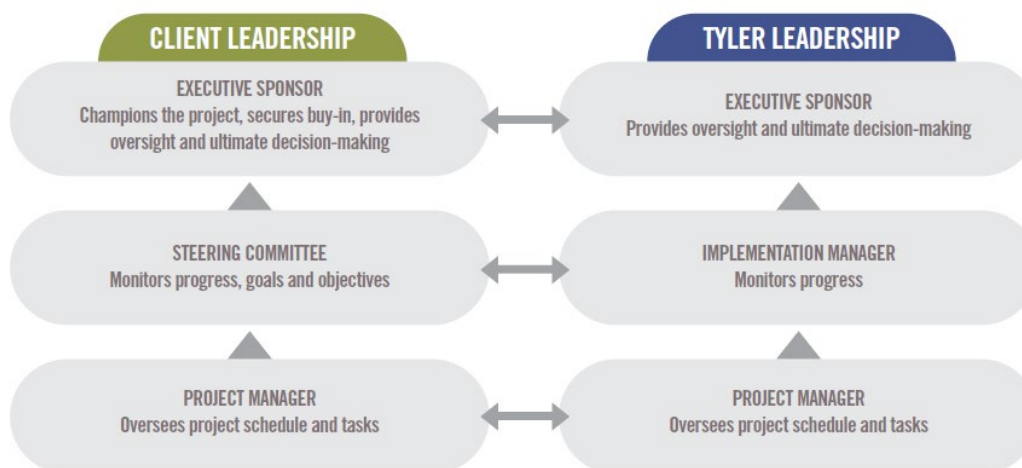 CLIENT LEADERSHIP
EXECUTIVE SPONSOR
Champions the project, secures buy-in, provides
oversight and ultimate decision-making
STEERING COMMITTEE
Monitors progress, goals and objectives
PROJECT MANAGER
Oversees project schedule and tasks
TYLER LEADERSHIP
EXECUTIVE SPONSOR
Provides oversight and ultimate decision-making
IMPLEMENTATION MANAGER
Monitors progress
PROJECT MANAGER
Oversees project schedule and tasks